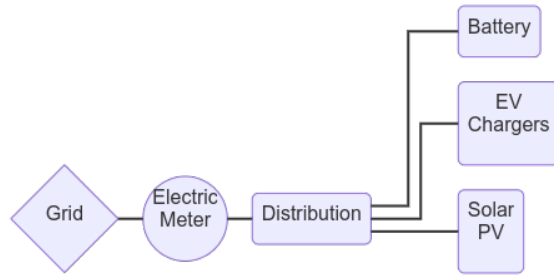 Grid
Electric
Meter
Distribution
Battery
EV
Chargers
Solar
PV